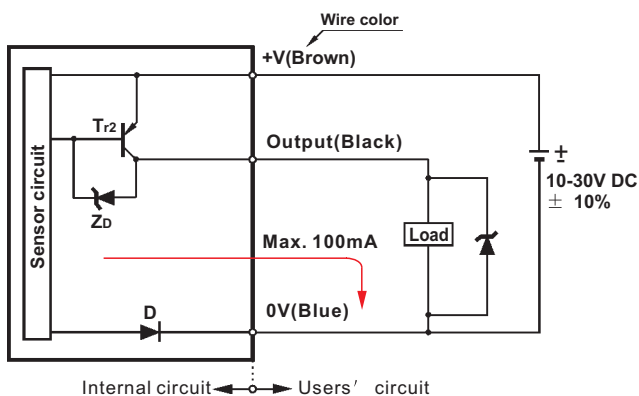 Wire color
+V(Brown)
Tr2
Output(Black)
ZD
Sensor circuit
±
10-30V DC
± 10%
Load
Max. 100mA
D
0V(Blue)
Internal circuit
Users′ circuit